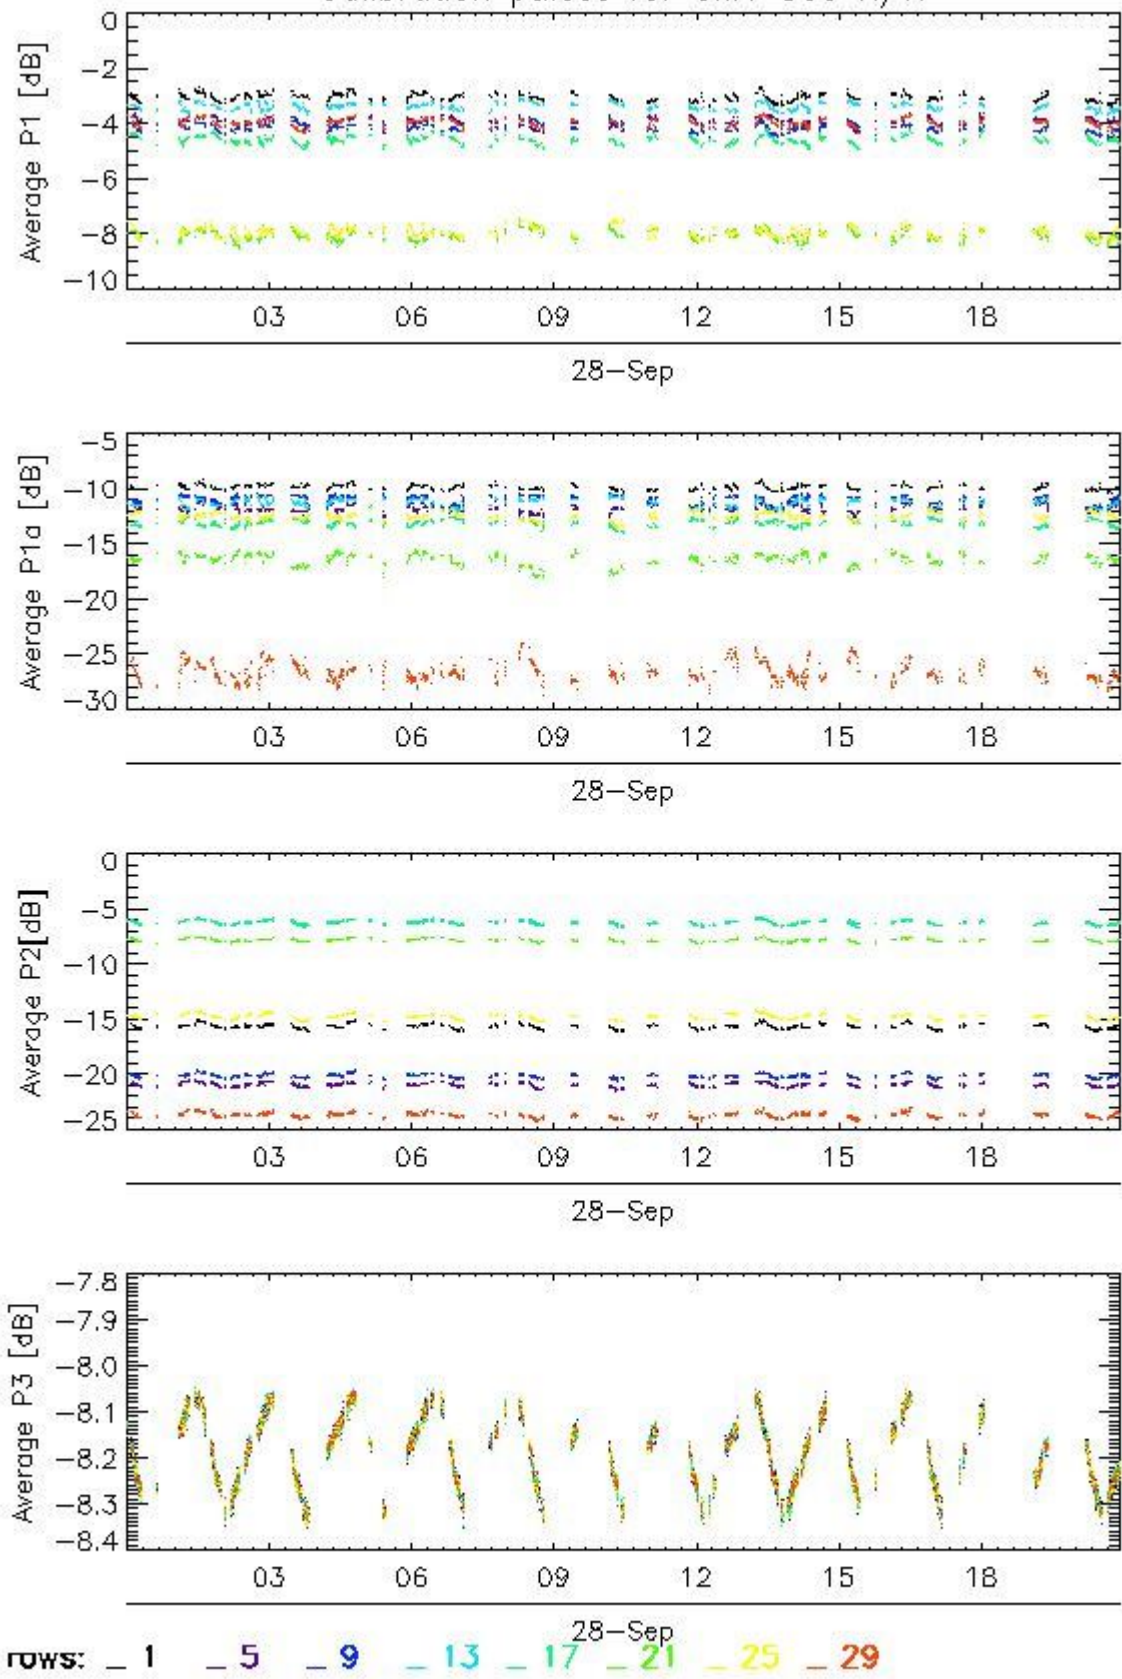 0
-2
-4
-6
-8
-10
Average P1 [dB]
03 06 09 12 15 18
28-Sep
-5
-10
-15
-20
-25
-30
Average P1a [dB]
03 06 09 12 15 18
28-Sep
0
-5
-10
-15
-20
-25
Average P2[dB]
03 06 09 12 15 18
28-Sep
-7.8
-7.9
-8.0
-8.1
-8.2
-8.3
-8.4
Average P3 [dB]
03 06 09 12 15 18
28-Sep
rows: _ 1 _ 5 _ 9 _ 13 _ 17 _ 21 _ 25 _ 29